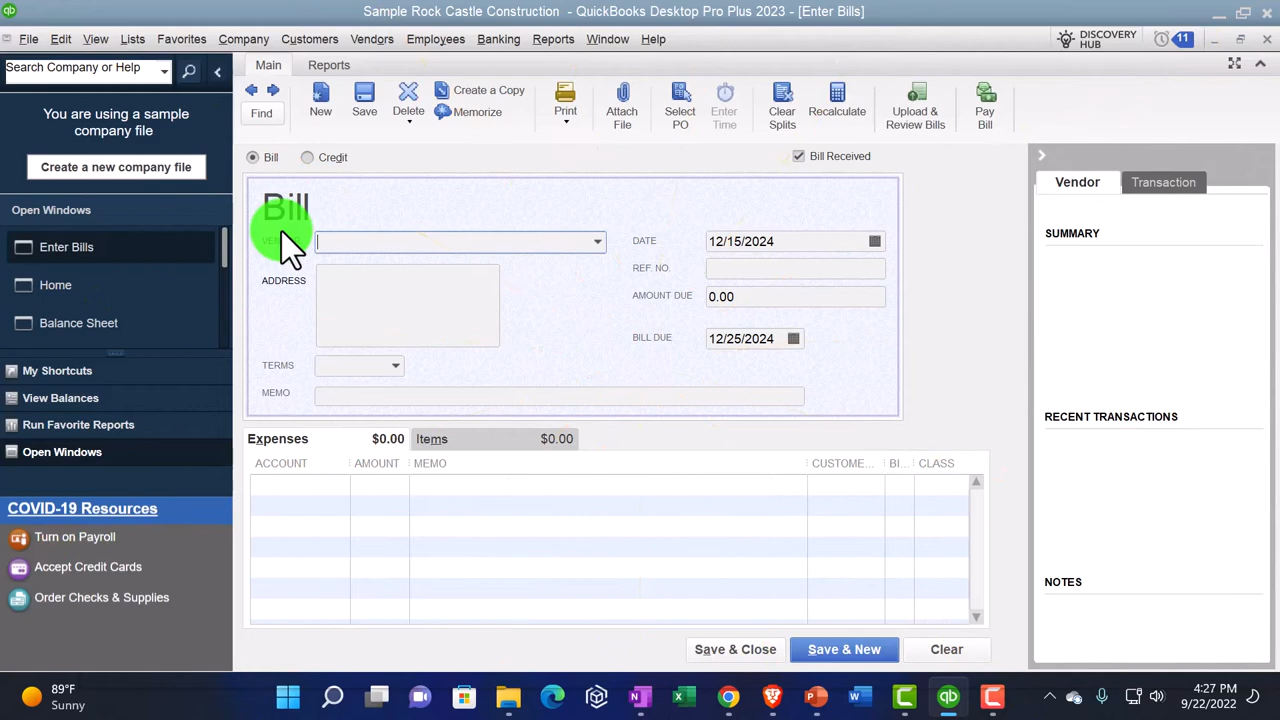 Sample Rock Castle Construction - QuickBooks Desktop Pro Plus 2023 - [Enter Bills]
File Edit View Lists Favorites Company Customers Vendors Employees Banking Reports Window Help
DISCOVERY HUB 11
Search Company or Help
Main Reports
Find New Save Delete Create a Copy Memorize Print Attach File Select PO Enter Time Clear Splits Recalculate Upload & Review Bills Pay Bill
You are using a sample
company file
Create a new company file
Open Windows
Enter Bills
Home
Balance Sheet
My Shortcuts
View Balances
Run Favorite Reports
Open Windows
COVID-19 Resources
Turn on Payroll
Accept Credit Cards
Order Checks & Supplies
Bill Credit Bill Received
Bill
DATE 12/15/2024
REF. NO.
ADDRESS
AMOUNT DUE 0.00
BILL DUE 12/25/2024
TERMS
MEMO
Expenses $0.00 Items $0.00
ACCOUNT AMOUNT MEMO CUSTOME... BI... CLASS
Save & Close Save & New Clear
Vendor Transaction
SUMMARY
RECENT TRANSACTIONS
NOTES
89°F
Sunny
4:27 PM
9/22/2022